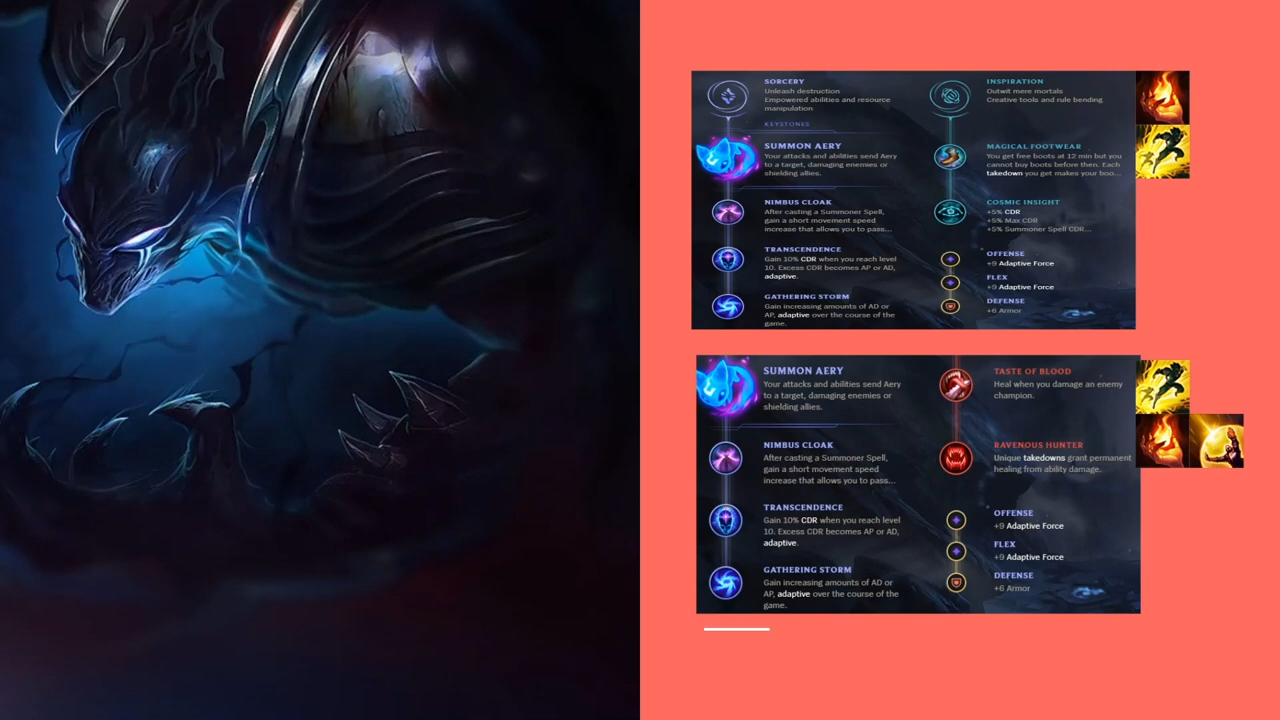 SORCERY
Unleash destruction
Empowered abilities and resource
manipulation
KEYSTONES
SUMMON AERY
Your attacks and abilities send Aery
to a target, damaging enemies or
shielding allies.
NIMBUS CLOAK
After casting a Summoner Spell,
gain a short movement speed
increase that allows you to pass...
TRANSCENDENCE
Gain 10% CDR when you reach level
10. Excess CDR becomes AP or AD,
adaptive.
GATHERING STORM
Gain increasing amounts of AD or
AP, adaptive over the course of the
game.
INSPIRATION
Outwit mere mortals
Creative tools and rule bending
MAGICAL FOOTWEAR
You get free boots at 12 min but you
cannot buy boots before then. Each
takedown you get makes your boo...
COSMIC INSIGHT
+5% CDR
+5% Max CDR
+5% Summoner Spell CDR...
OFFENSE
+9 Adaptive Force
FLEX
+9 Adaptive Force
DEFENSE
+6 Armor
SUMMON AERY
Your attacks and abilities send Aery
to a target, damaging enemies or
shielding allies.
NIMBUS CLOAK
After casting a Summoner Spell,
gain a short movement speed
increase that allows you to pass...
TRANSCENDENCE
Gain 10% CDR when you reach level
10. Excess CDR becomes AP or AD,
adaptive.
GATHERING STORM
Gain increasing amounts of AD or
AP, adaptive over the course of the
game.
TASTE OF BLOOD
Heal when you damage an enemy
champion.
RAVENOUS HUNTER
Unique takedowns grant permanent
healing from ability damage.
OFFENSE
+9 Adaptive Force
FLEX
+9 Adaptive Force
DEFENSE
+6 Armor